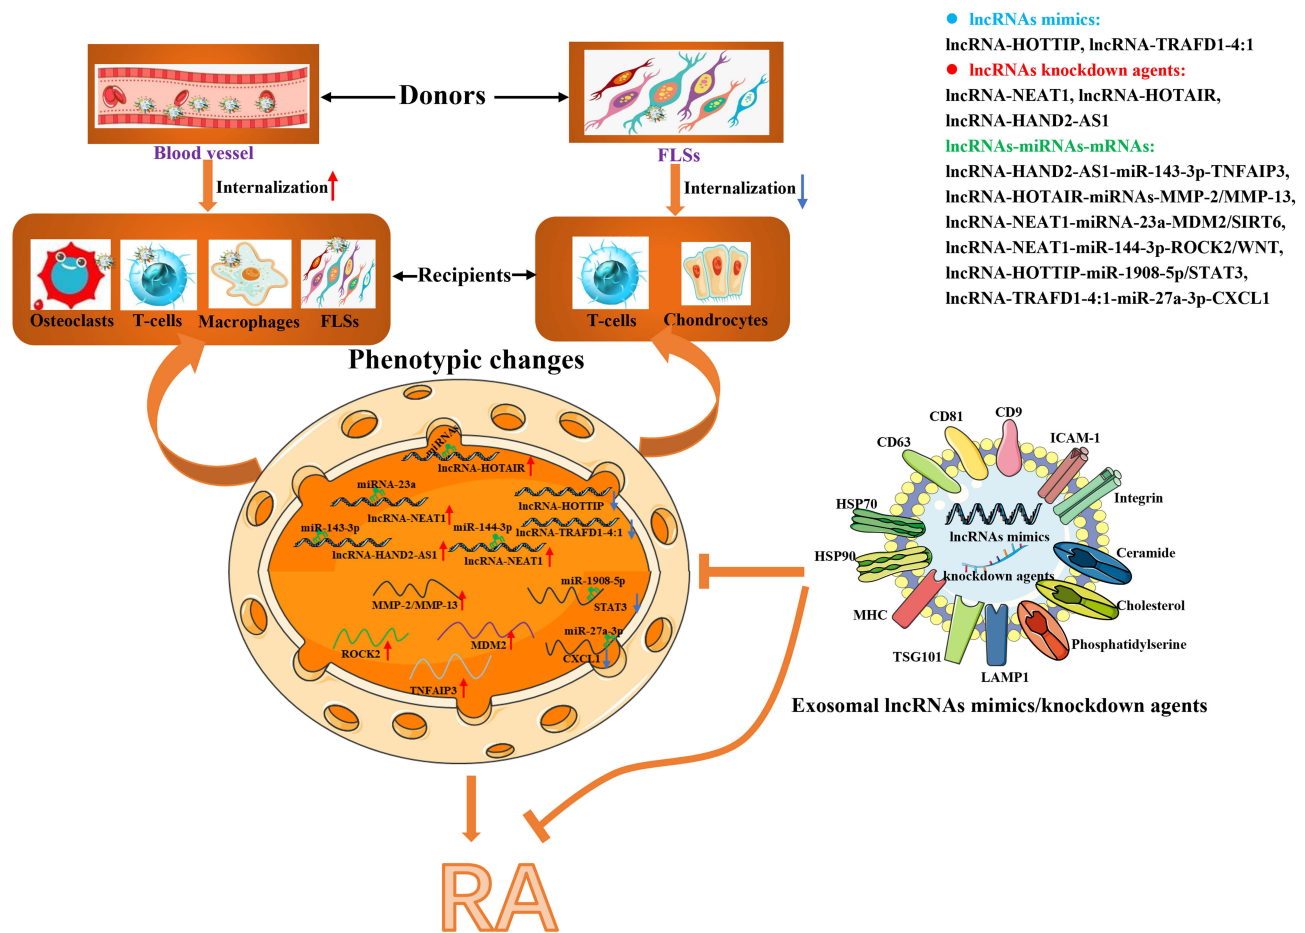 lncRNAs mimics:
lncRNA-HOTTIP, lncRNA-TRAFD1-4:1
lncRNAs knockdown agents:
lncRNA-NEAT1, lncRNA-HOTAIR,
lncRNA-HAND2-AS1
lncRNAs-miRNAs-mRNAs:
lncRNA-HAND2-AS1-miR-143-3p-TNFAIP3,
lncRNA-HOTAIR-miRNAs-MMP-2/MMP-13,
lncRNA-NEAT1-miRNA-23a-MDM2/SIRT6,
lncRNA-NEAT1-miR-144-3p-ROCK2/WNT,
lncRNA-HOTTIP-miR-1908-5p/STAT3,
lncRNA-TRAFD1-4:1-miR-27a-3p-CXCL1
Donors
Blood vessel
FLSs
Internalization
Internalization
Recipients
Osteoclasts
T-cells
Macrophages
FLSs
T-cells
Chondrocytes
Phenotypic changes
miRNAs
lncRNA-HOTAIR
miRNA-23a
lncRNA-NEAT1
lncRNA-HOTTIP
miR-143-3p
lncRNA-HAND2-AS1
miR-144-3p
lncRNA-NEAT1
lncRNA-TRAFD1-4:1
MMP-2/MMP-13
miR-1908-5p
STAT3
ROCK2
MDM2
miR-27a-3p
CXCL1
TNFAIP3
CD63
CD81
CD9
ICAM-1
Integrin
HSP70
HSP90
lncRNAs mimics
knockdown agents
Ceramide
Cholesterol
MHC
TSG101
LAMP1
Phosphatidylserine
Exosomal lncRNAs mimics/knockdown agents
RA